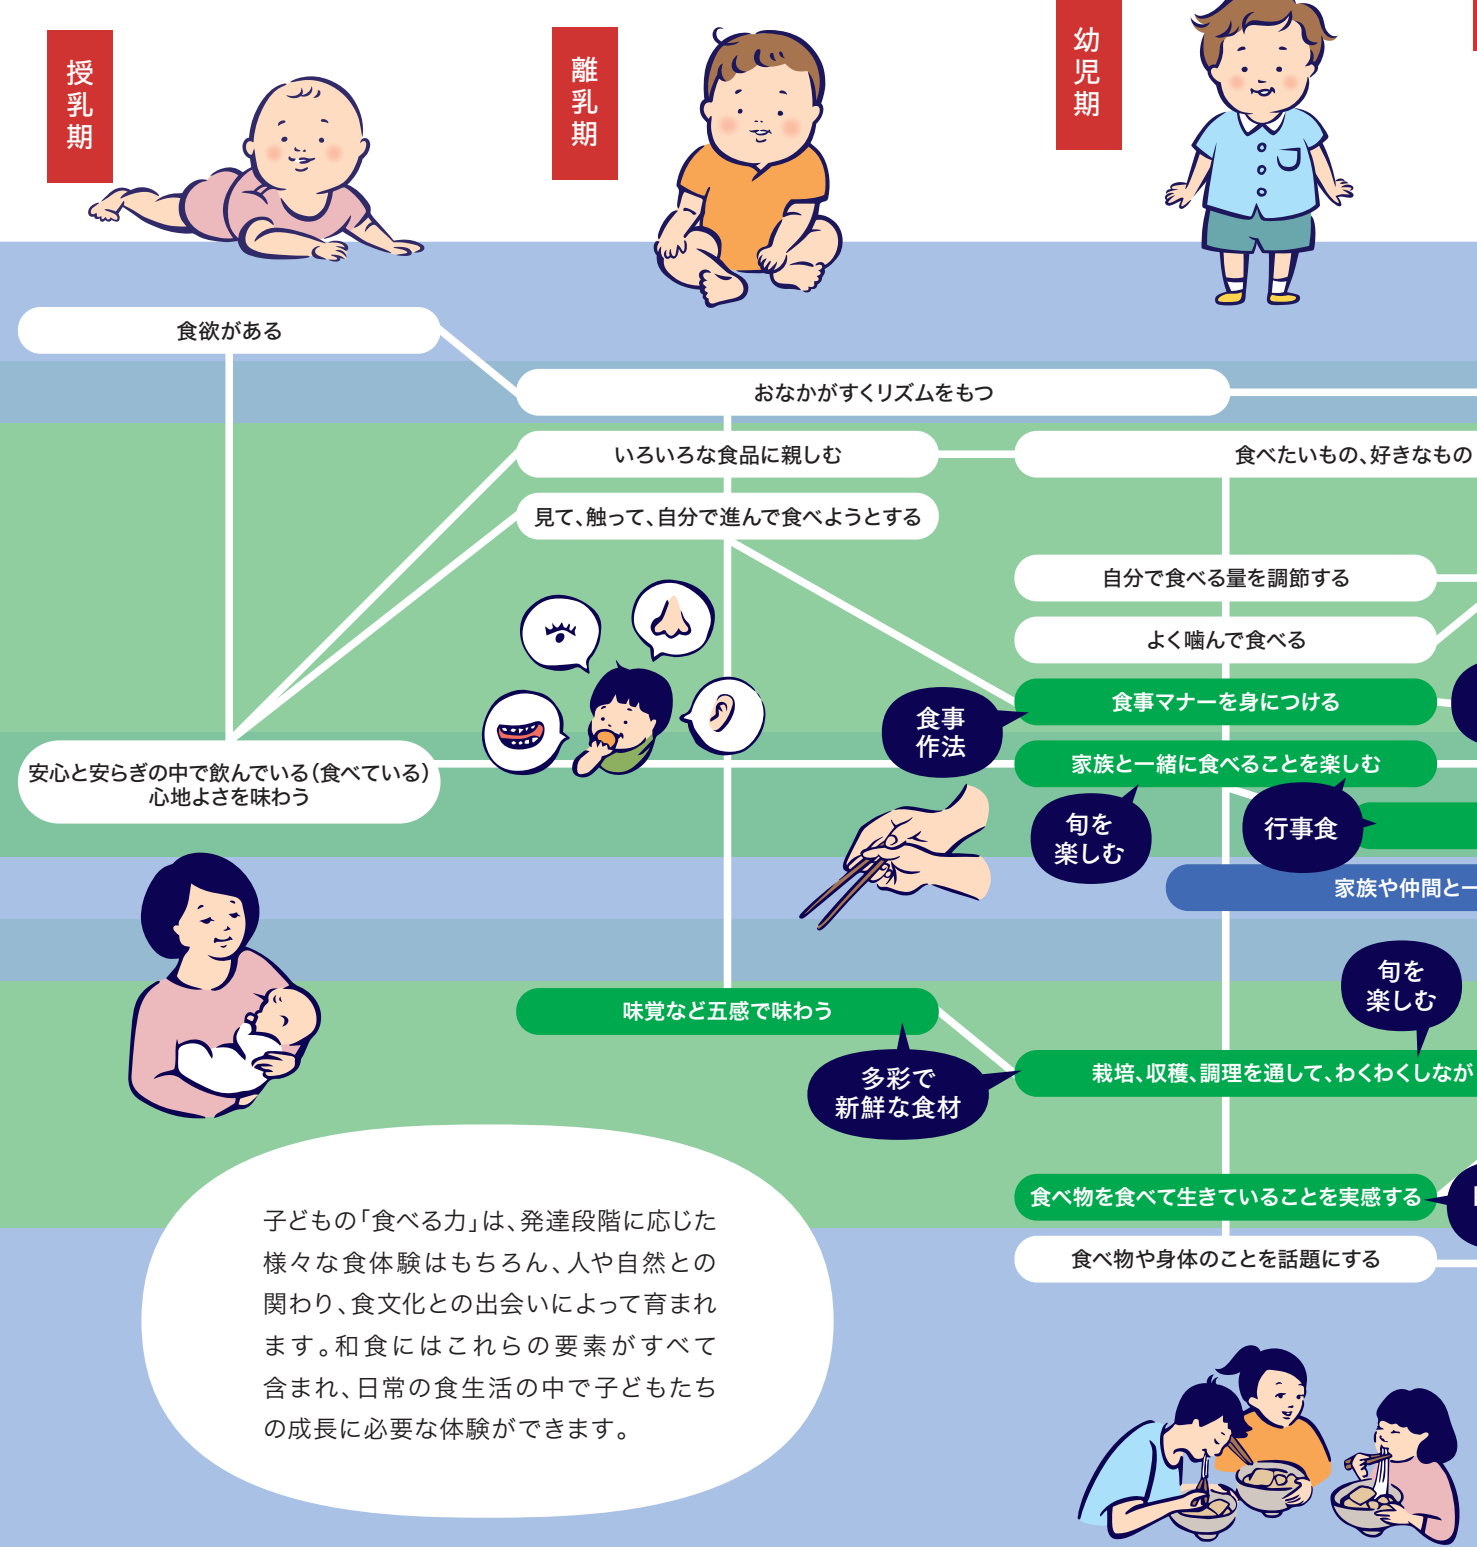 授乳期
離乳期
幼児期
食欲がある
おなかがすくリズムをもつ
いろいろな食品に親しむ
食べたいもの、好きなもの
見て、触って、自分で進んで食べようとする
自分で食べる量を調節する
よく噛んで食べる
食事マナーを身につける
食事
作法
家族と一緒に食べることを楽しむ
安心と安らぎの中で飲んでいる（食べている）
心地よさを味わう
旬を
楽しむ
行事食
家族や仲間と一
旬を
楽しむ
味覚など五感で味わう
多彩で
新鮮な食材
栽培、収穫、調理を通して、わくわくしなが
食べ物を食べて生きていることを実感する
食べ物や身体のことを話題にする
子どもの「食べる力」は、発達段階に応じた
様々な食体験はもちろん、人や自然との
関わり、食文化との出会いによって育まれ
ます。和食にはこれらの要素がすべて
含まれ、日常の食生活の中で子どもたち
の成長に必要な体験ができます。